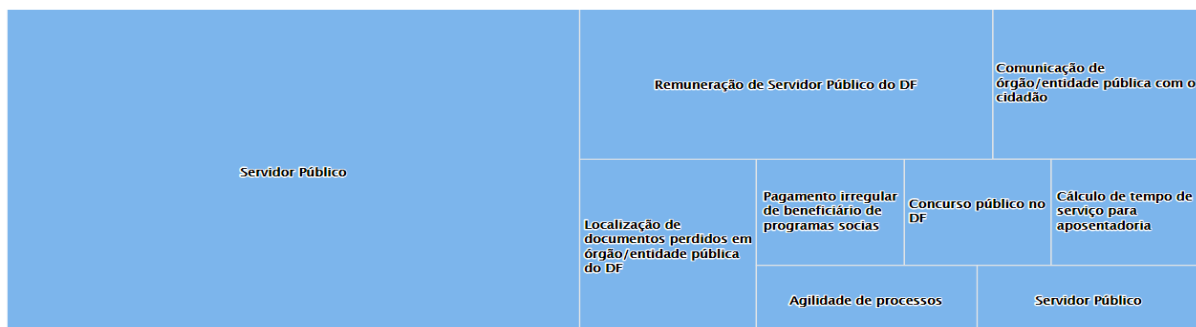 Servidor Público
Remuneração de Servidor Público do DF
Comunicação de
órgão/entidade pública com o
cidadão
Localização de
documentos perdidos em
órgão/entidade pública
do DF
Pagamento irregular
de beneficiário de
programas socias
Concurso público no
DF
Cálculo de tempo de
serviço para
aposentadoria
Agilidade de processos
Servidor Público